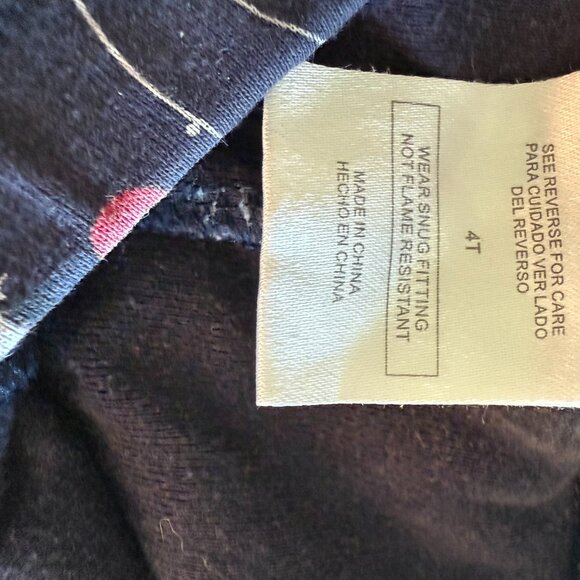 SEE REVERSE FOR CARE
PARA CUIDADO VER LADO
DEL REVERSO
4T
WEAR SNUG FITTING
NOT FLAME RESISTANT
MADE IN CHINA
HECHO EN CHINA